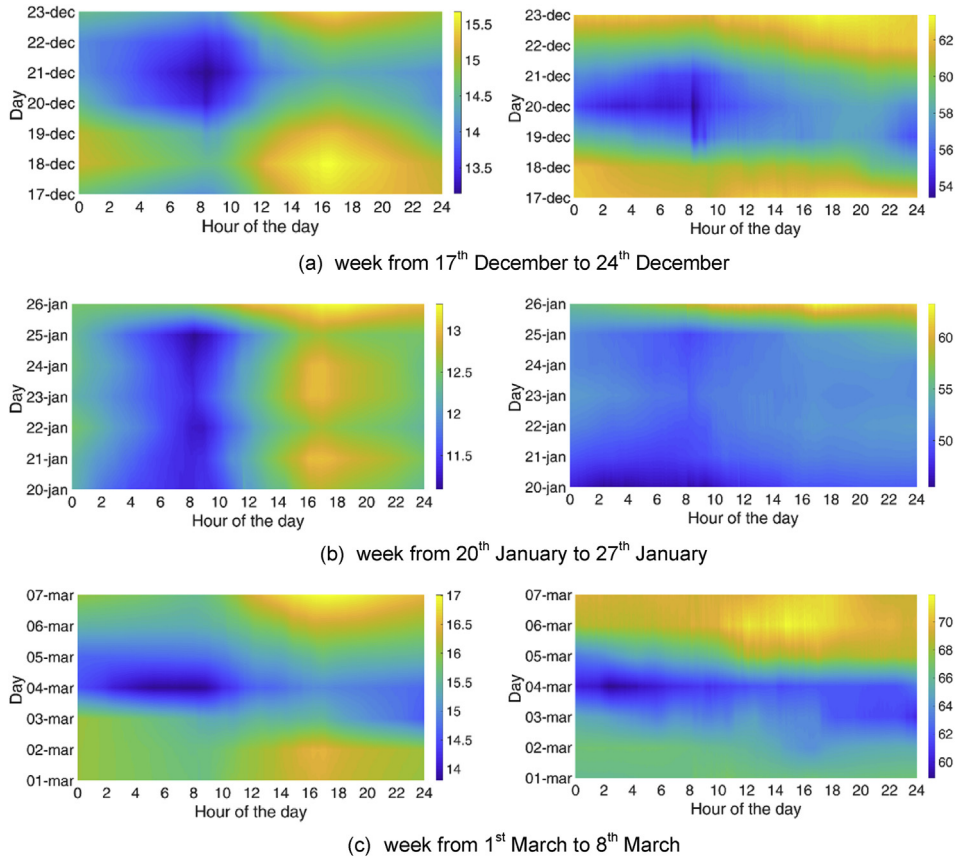 23-dec
22-dec
21-dec
20-dec
19-dec
18-dec
17-dec
Day
0 2 4 6 8 10 12 14 16 18 20 22 24
Hour of the day
15.5
15
14.5
14
13.5
23-dec
22-dec
21-dec
20-dec
19-dec
18-dec
17-dec
Day
0 2 4 6 8 10 12 14 16 18 20 22 24
Hour of the day
62
60
58
56
54
(a) week from 17th December to 24th December
26-jan
25-jan
24-jan
23-jan
22-jan
21-jan
20-jan
Day
0 2 4 6 8 10 12 14 16 18 20 22 24
Hour of the day
13
12.5
12
11.5
26-jan
25-jan
24-jan
23-jan
22-jan
21-jan
20-jan
Day
0 2 4 6 8 10 12 14 16 18 20 22 24
Hour of the day
60
55
50
(b) week from 20th January to 27th January
07-mar
06-mar
05-mar
04-mar
03-mar
02-mar
01-mar
Day
0 2 4 6 8 10 12 14 16 18 20 22 24
Hour of the day
17
16.5
16
15.5
15
14.5
14
07-mar
06-mar
05-mar
04-mar
03-mar
02-mar
01-mar
Day
0 2 4 6 8 10 12 14 16 18 20 22 24
Hour of the day
70
68
66
64
62
60
(c) week from 1st March to 8th March